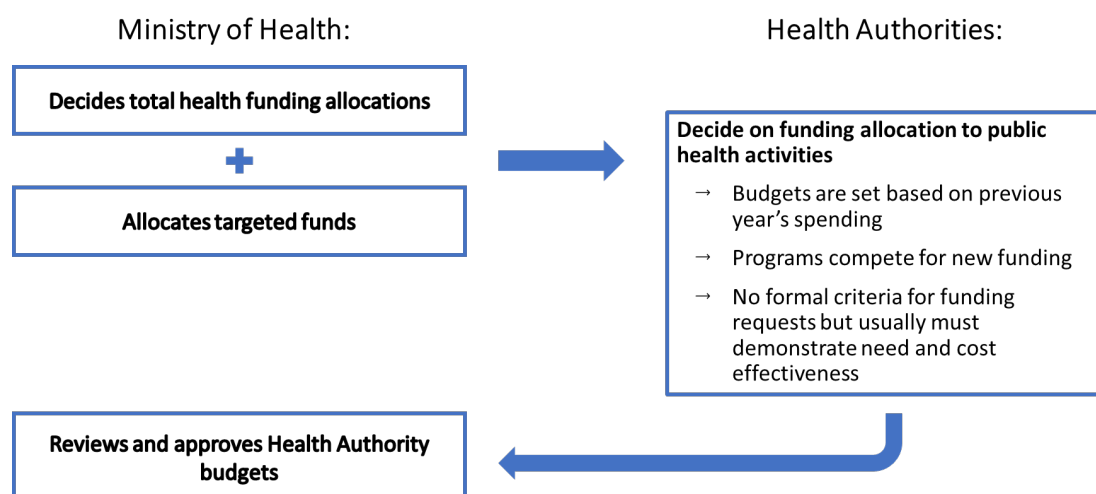 Ministry of Health:
Decides total health funding allocations
Allocates targeted funds
Reviews and approves Health Authority
budgets
Health Authorities:
Decide on funding allocation to public
health activities
→ Budgets are set based on previous
year's spending
→ Programs compete for new funding
→ No formal criteria for funding
requests but usually must
demonstrate need and cost
effectiveness